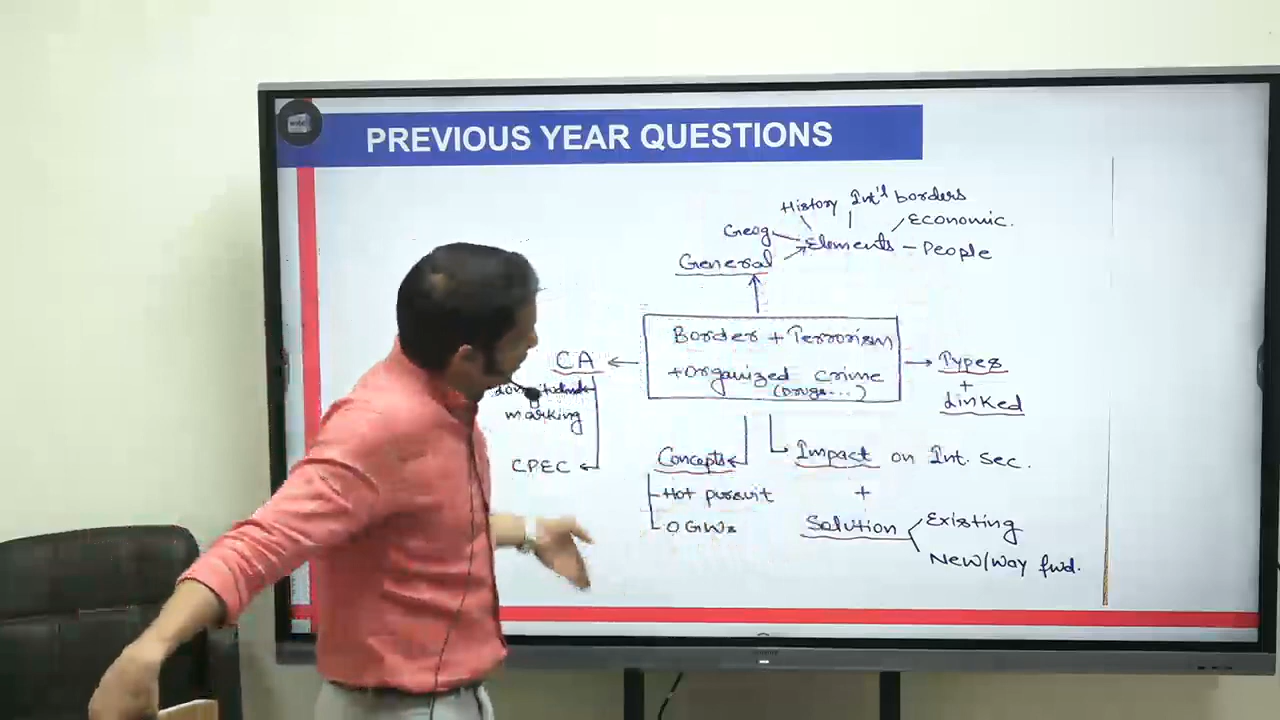 PREVIOUS YEAR QUESTIONS
History Int'l borders
Geog Elements Economic.
General People
Border + Terrorism
+ Organized crime
(Drugs...)
CA
marking
CPEC
Types
+
Linked
Concepts
Hot pursuit
OGWs
Impact on Int. Sec.
+
Solution
Existing
New/Way fwd.